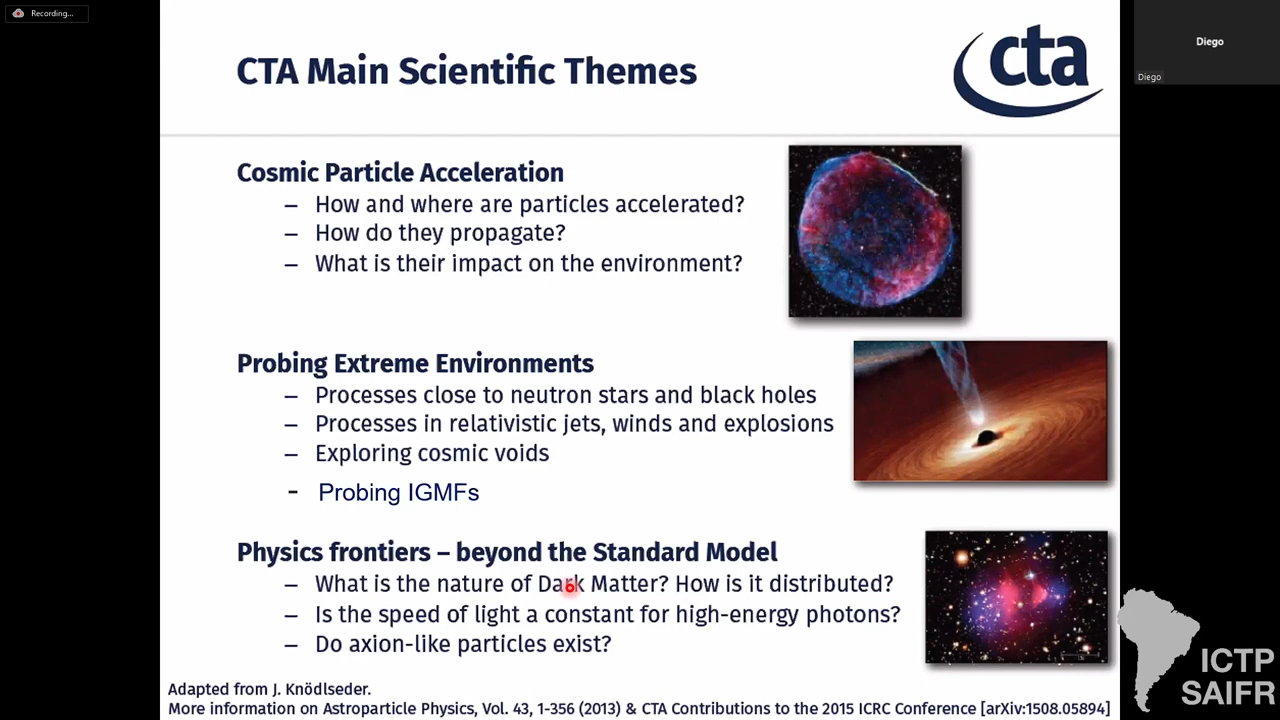 Recording...
CTA Main Scientific Themes
cta
Diego
Diego
Cosmic Particle Acceleration
– How and where are particles accelerated?
– How do they propagate?
– What is their impact on the environment?
Probing Extreme Environments
– Processes close to neutron stars and black holes
– Processes in relativistic jets, winds and explosions
– Exploring cosmic voids
- Probing IGMFs
Physics frontiers – beyond the Standard Model
– What is the nature of Dark Matter? How is it distributed?
– Is the speed of light a constant for high-energy photons?
– Do axion-like particles exist?
Adapted from J. Knödlseder.
More information on Astroparticle Physics, Vol. 43, 1-356 (2013) & CTA Contributions to the 2015 ICRC Conference [arXiv:1508.05894]
ICTP
SAIFR